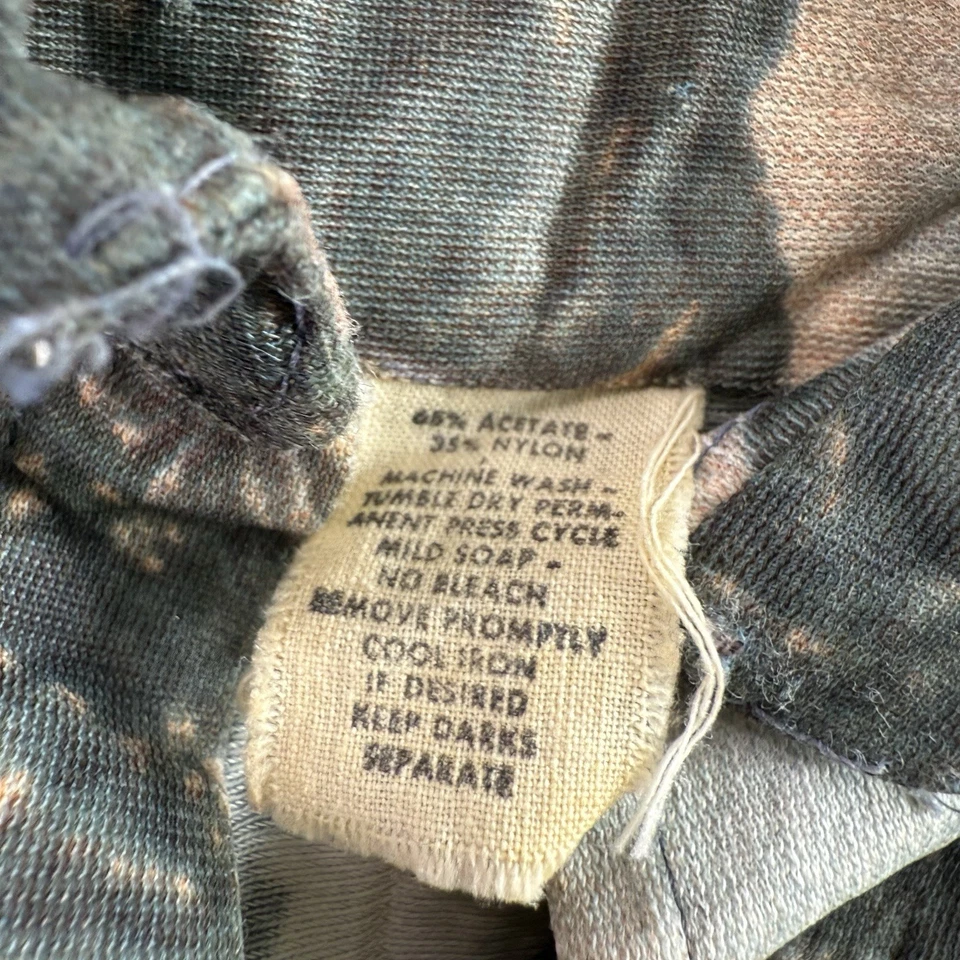 65% ACETATE -
35% NYLON
MACHINE WASH -
TUMBLE DRY PERM-
ANENT PRESS CYCLE
MILD SOAP -
NO BLEACH
REMOVE PROMPTLY
COOL IRON
IF DESIRED
KEEP DARKS
SEPARATE